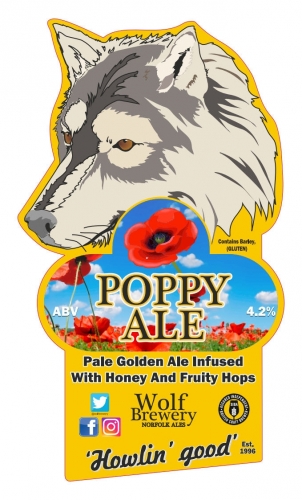 Contains Barley,
(GLUTEN)
POPPY
ABV
4.2%
ALE
Pale Golden Ale Infused
With Honey And Fruity Hops
Wolf
Brewery
NORFOLK ALES
'Howlin' good'
Est,
1996